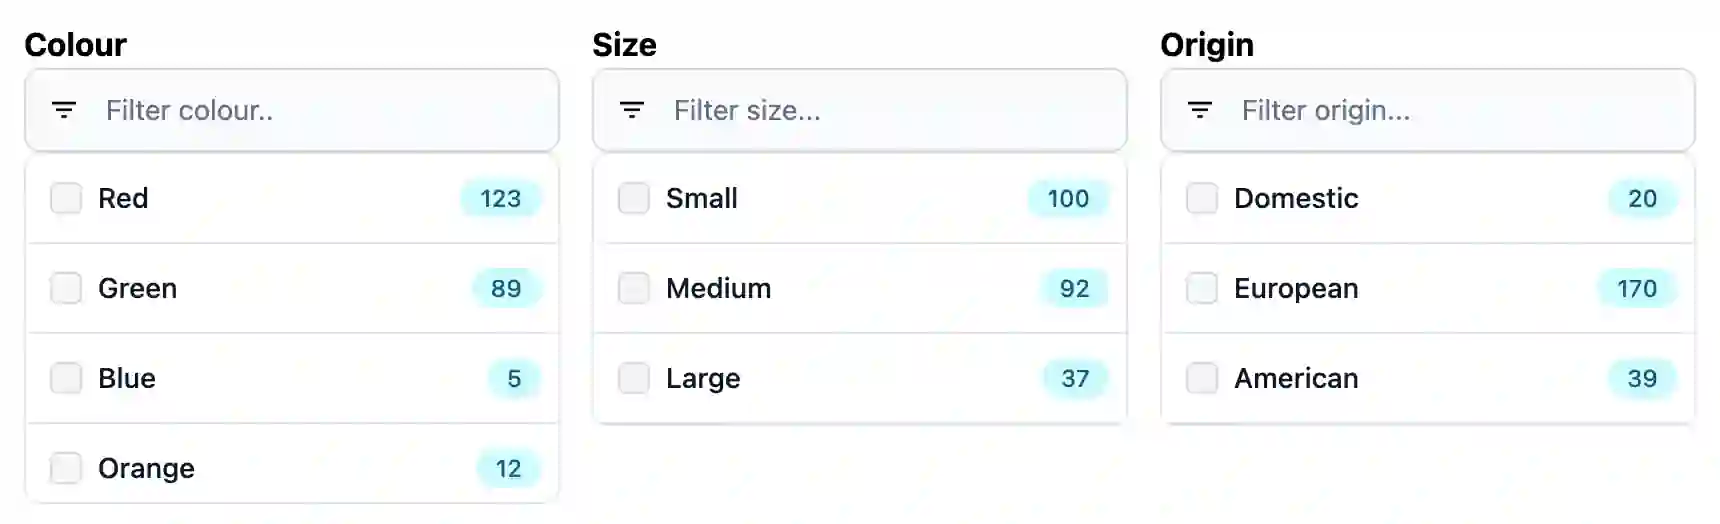 Colour
Filter colour..
Red 123
Green 89
Blue 5
Orange 12
Size
Filter size...
Small 100
Medium 92
Large 37
Origin
Filter origin...
Domestic 20
European 170
American 39